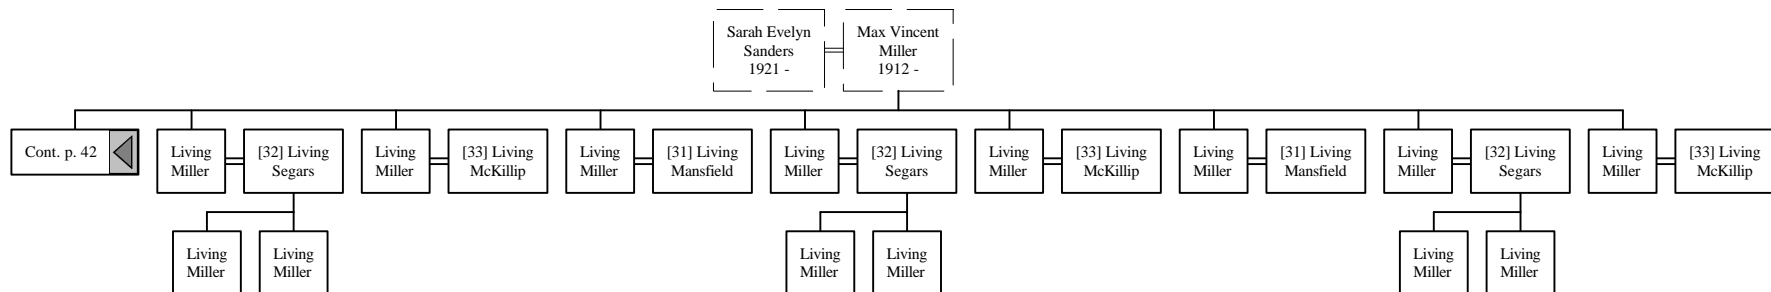 Sarah Evelyn
Sanders
1921 -
Max Vincent
Miller
1912 -
Cont. p. 42
Living
Miller
[32] Living
Segars
Living
Miller
[33] Living
McKillip
Living
Miller
[31] Living
Mansfield
Living
Miller
[32] Living
Segars
Living
Miller
[33] Living
McKillip
Living
Miller
[31] Living
Mansfield
Living
Miller
[32] Living
Segars
Living
Miller
[33] Living
McKillip
Living
Miller
Living
Miller
Living
Miller
Living
Miller
Living
Miller
Living
Miller